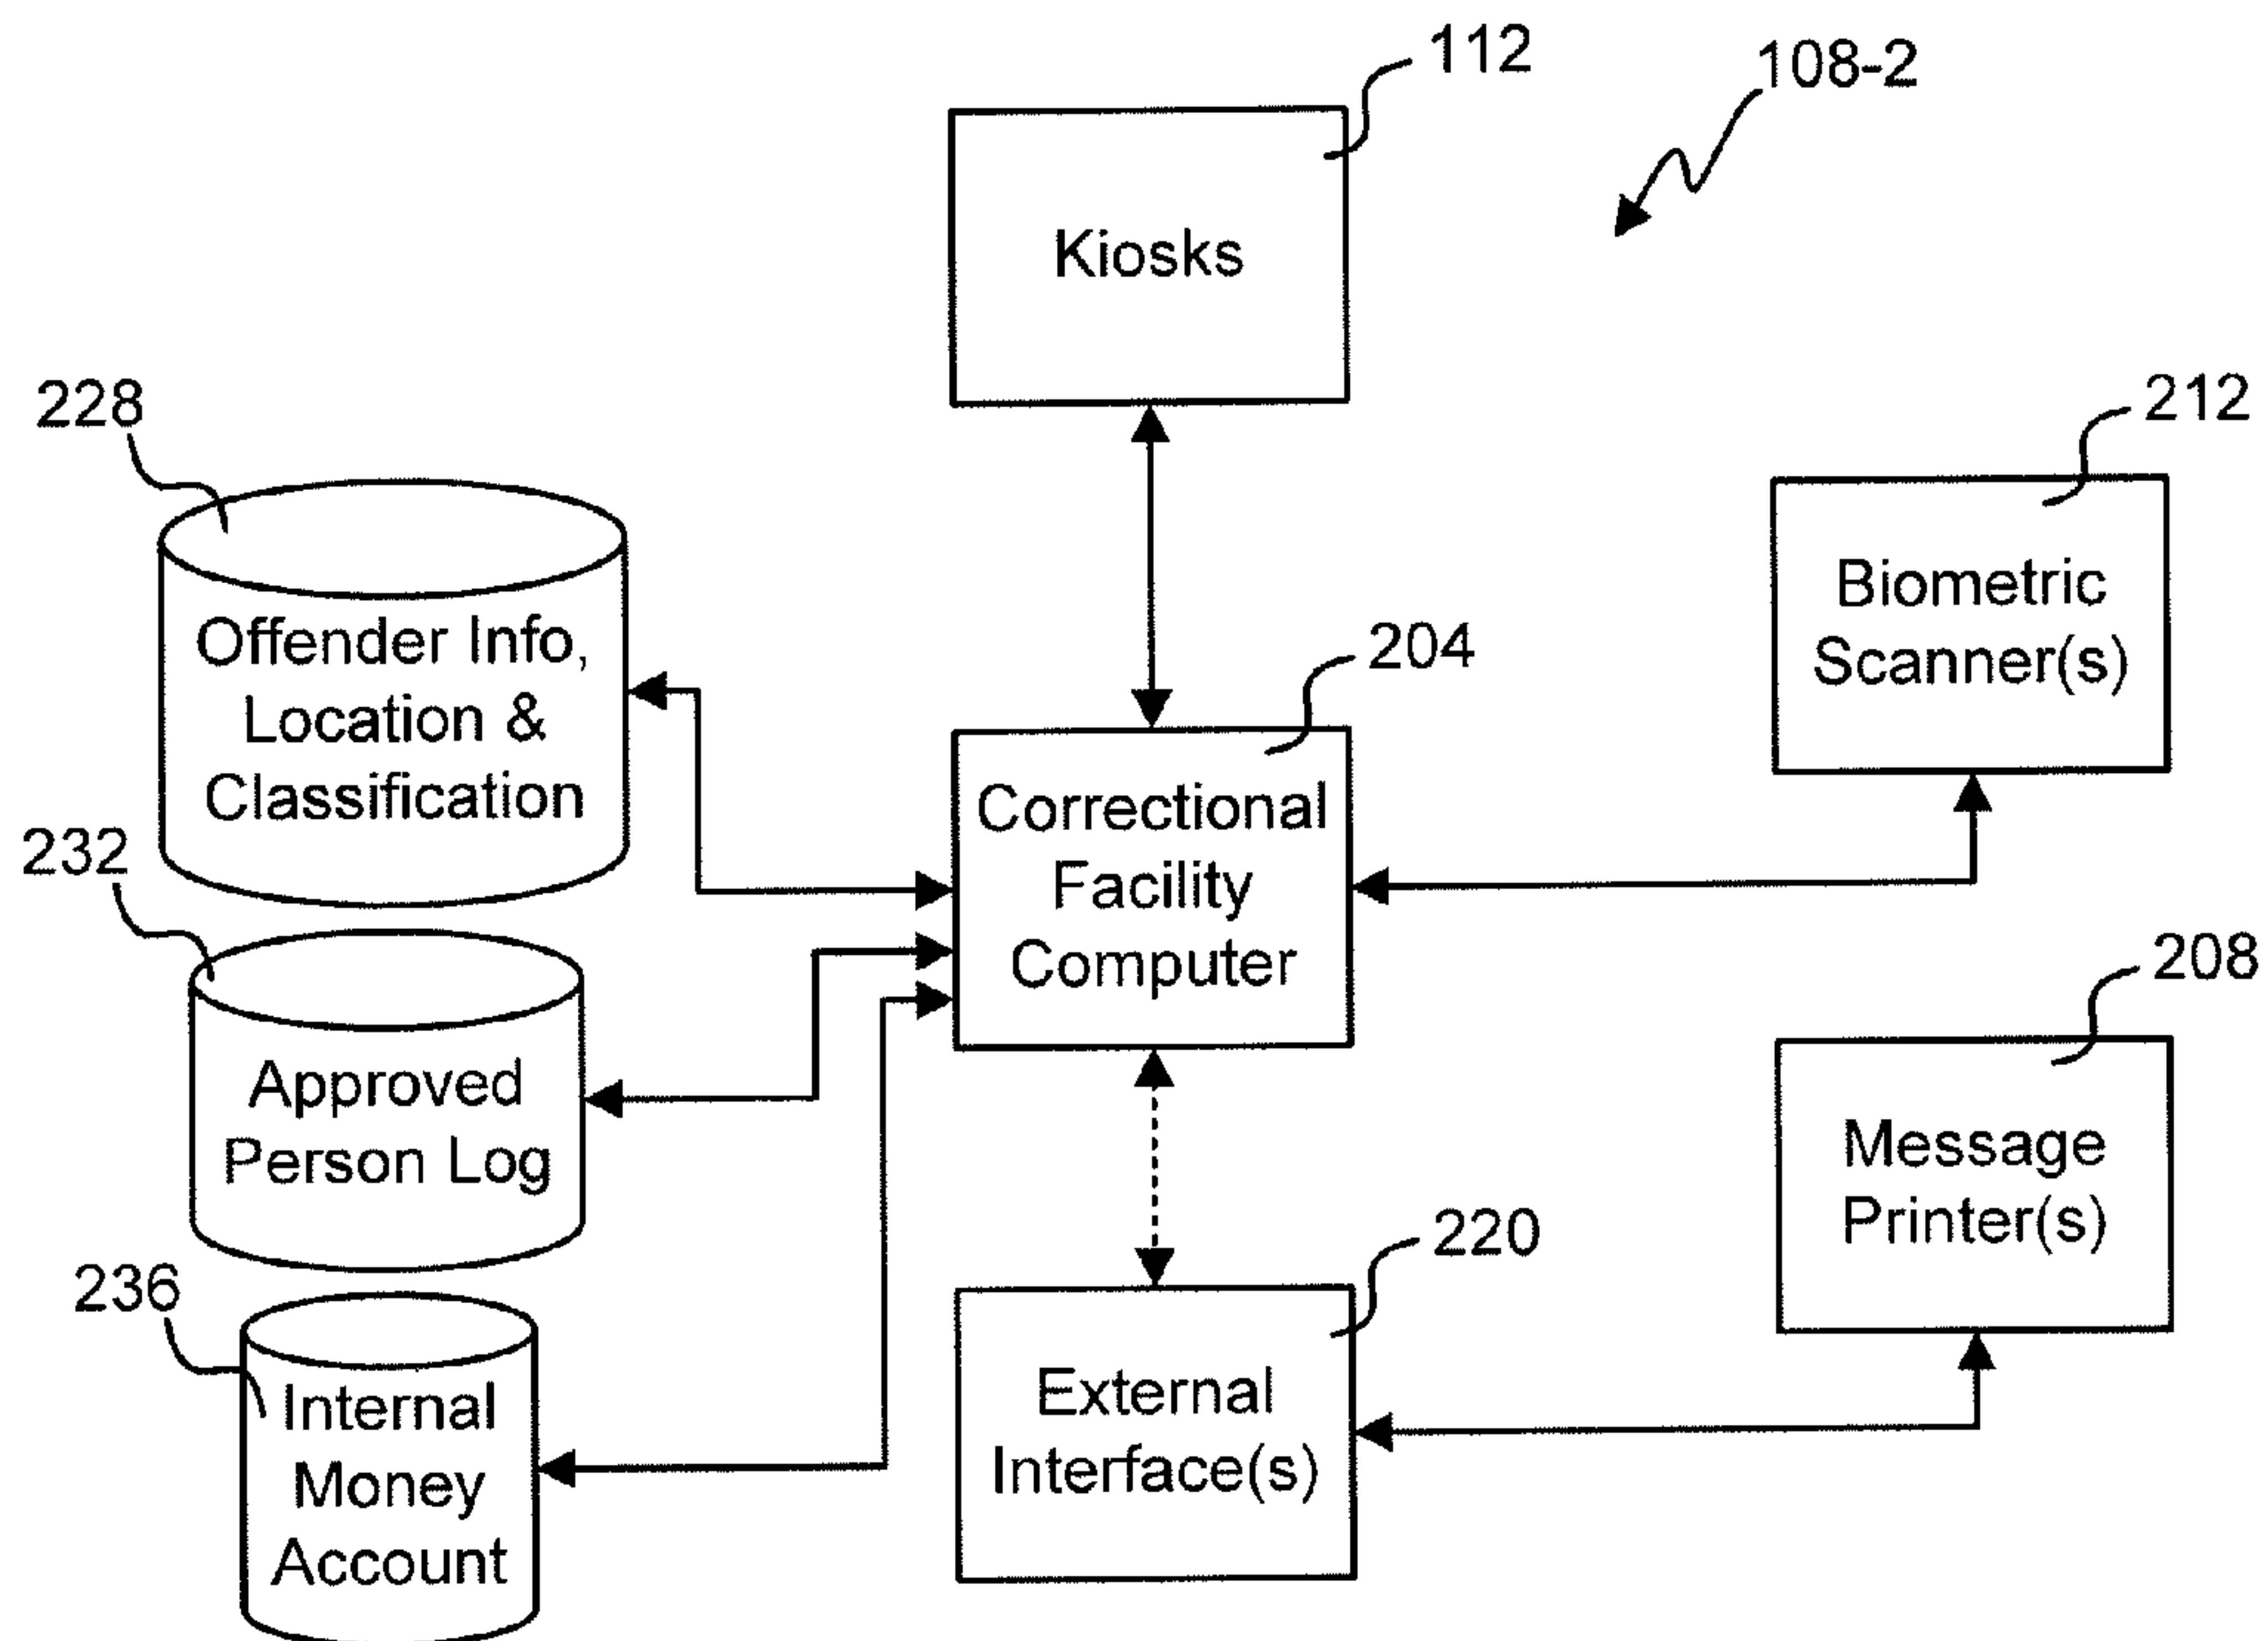 112
108-2
Kiosks
228
212
Offender Info,
Location &
Classification
Biometric
Scanner(s)
204
Correctional
Facility
Computer
232
Approved
Person Log
208
Message
Printer(s)
236
Internal
Money
Account
220
External
Interface(s)